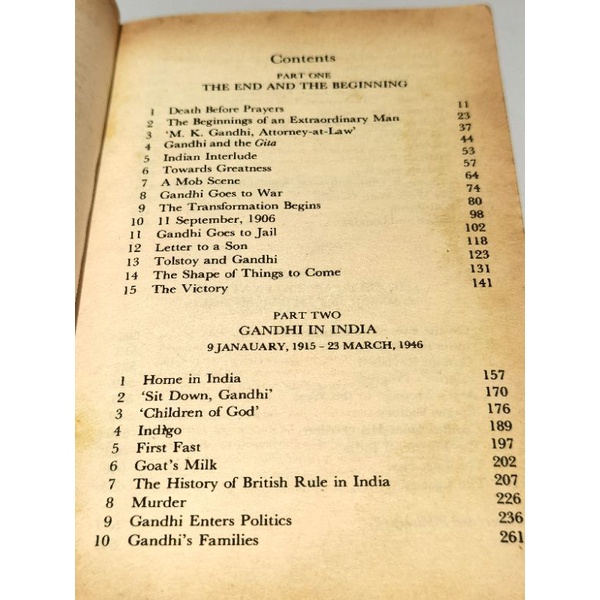 Contents
PART ONE
THE END AND THE BEGINNING
1 Death Before Prayers 11
2 The Beginnings of an Extraordinary Man 23
3 'M. K. Gandhi, Attorney-at-Law' 37
4 Gandhi and the Gita 44
5 Indian Interlude 53
6 Towards Greatness 57
7 A Mob Scene 64
8 Gandhi Goes to War 74
9 The Transformation Begins 80
10 11 September, 1906 98
11 Gandhi Goes to Jail 102
12 Letter to a Son 118
13 Tolstoy and Gandhi 123
14 The Shape of Things to Come 131
15 The Victory 141
PART TWO
GANDHI IN INDIA
9 JANAUARY, 1915 – 23 MARCH, 1946
1 Home in India 157
2 'Sit Down, Gandhi' 170
3 'Children of God' 176
4 Indigo 189
5 First Fast 197
6 Goat's Milk 202
7 The History of British Rule in India 207
8 Murder 226
9 Gandhi Enters Politics 236
10 Gandhi's Families 261